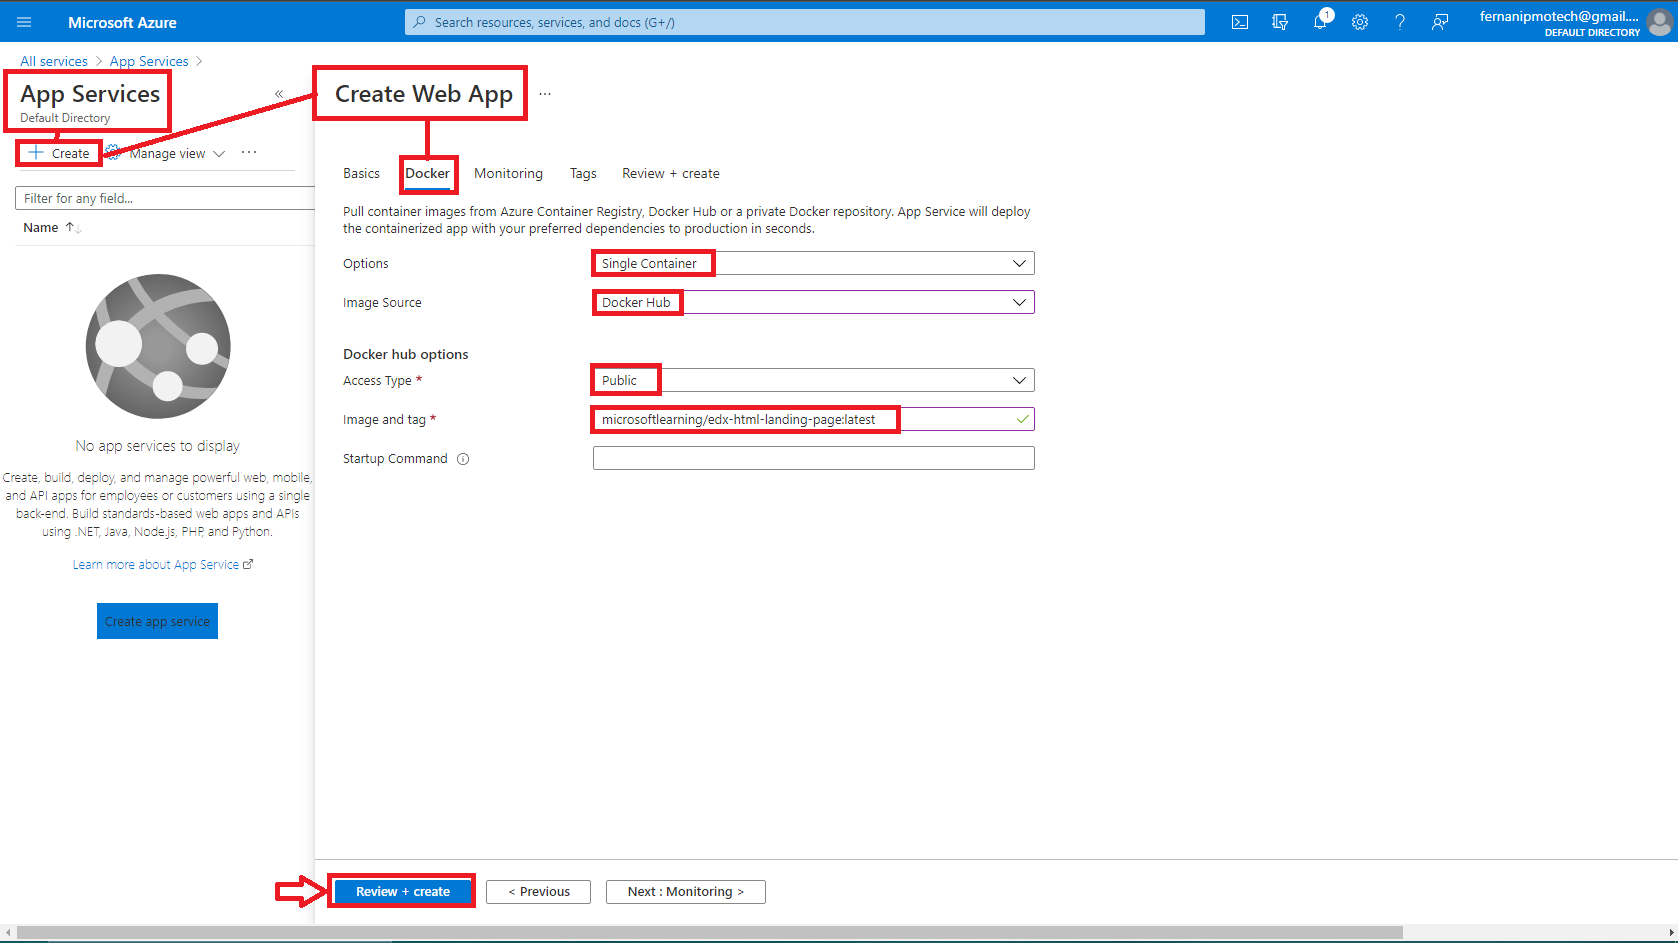 Microsoft Azure
Search resources, services, and docs (G+/)
1
fernanipmotech@gmail....
DEFAULT DIRECTORY
All services > App Services >
App Services
Default Directory
«
+ Create
Manage view
...
Filter for any field...
Name ↑↓
No app services to display
Create, build, deploy, and manage powerful web, mobile,
and API apps for employees or customers using a single
back-end. Build standards-based web apps and APIs
using .NET, Java, Node.js, PHP, and Python.
Learn more about App Service
Create app service
Create Web App
...
Basics
Docker
Monitoring
Tags
Review + create
Pull container images from Azure Container Registry, Docker Hub or a private Docker repository. App Service will deploy
the containerized app with your preferred dependencies to production in seconds.
Options
Single Container
Image Source
Docker Hub
Docker hub options
Access Type *
Public
Image and tag *
microsoftlearning/edx-html-landing-page:latest
Startup Command
Review + create
< Previous
Next : Monitoring >